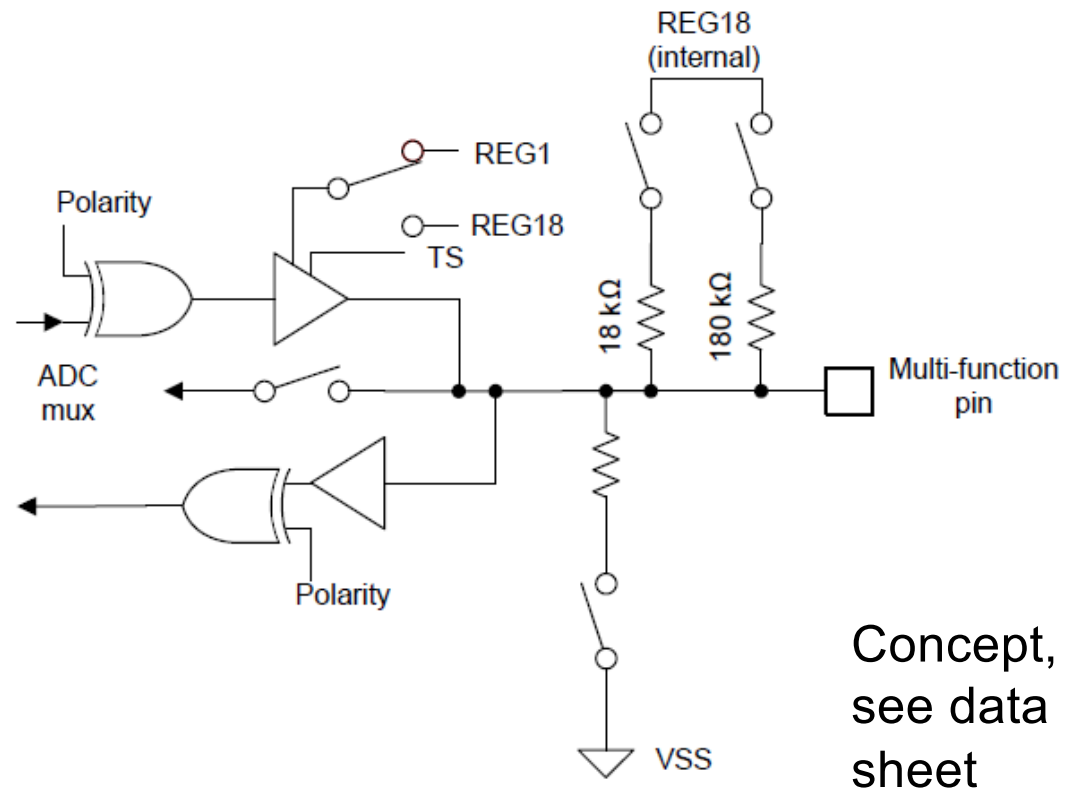 REG18
(internal)
REG1
Polarity
REG18
TS
18 kΩ
180 kΩ
ADC
mux
Multi-function
pin
Polarity
Concept,
see data
sheet
VSS